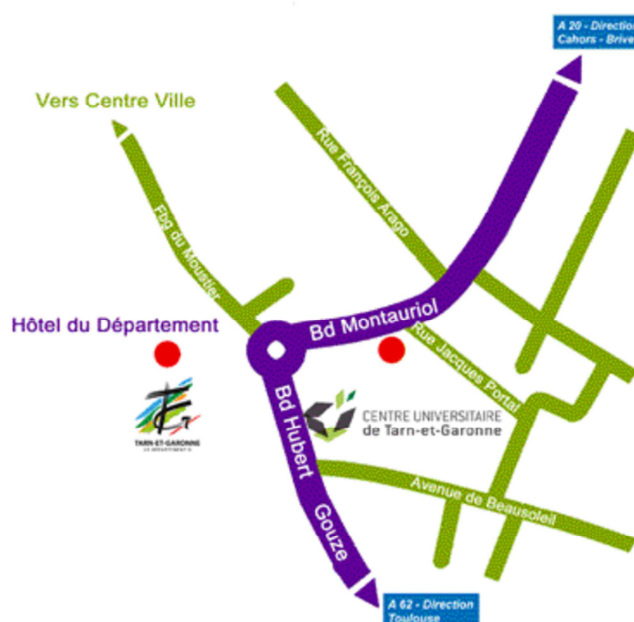 A 20 - Direction
Cahors - Brive
Vers Centre Ville
Rue François Arago
Fbg du Moustier
Hôtel du Département
Bd Montauriol
Rue Jacques Portal
TARN-ET-GARONNE
Bd Hubert
Gouze
CENTRE UNIVERSITAIRE
de Tarn-et-Garonne
Avenue de Beausoleil
A 62 - Direction
Toulouse